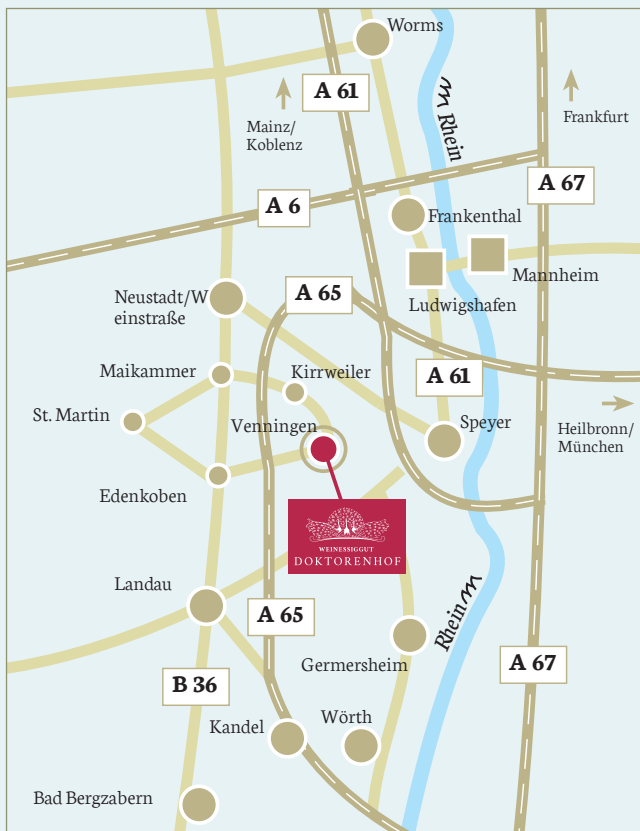 Worms
A 61
Mainz/
Koblenz
Rhein
Frankfurt
A 67
A 6
Frankenthal
Mannheim
Ludwigshafen
A 65
Neustadt/W
einstraße
Maikammer
Kirrweiler
A 61
St. Martin
Venningen
Speyer
Heilbronn/
München
Edenkoben
WEINESSIGGUT
DOKTORENHOF
Landau
A 65
Rhein
Germersheim
A 67
B 36
Kandel
Wörth
Bad Bergzabern